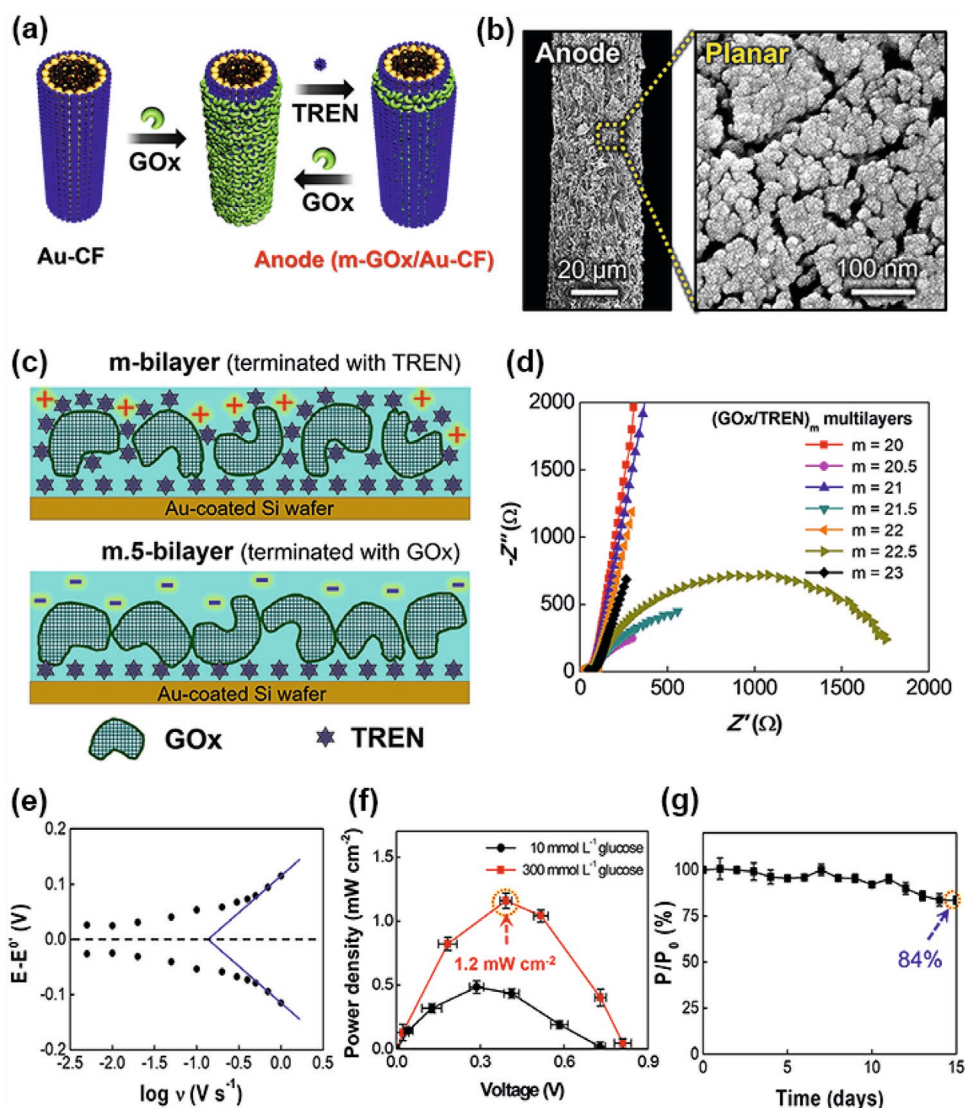 (a)
GOx
TREN
GOx
Au-CF
Anode (m-GOx/Au-CF)
(b)
Anode
Planar
20 µm
100 nm
(c)
m-bilayer (terminated with TREN)
+ + + + + +
Au-coated Si wafer
m.5-bilayer (terminated with GOx)
Au-coated Si wafer
GOx
TREN
(d)
2000
1500
1000
500
0
-Z″(Ω)
(GOx/TREN)m multilayers
m = 20
m = 20.5
m = 21
m = 21.5
m = 22
m = 22.5
m = 23
0 500 1000 1500 2000
Z′(Ω)
(e)
0.2
0.1
0.0
-0.1
-0.2
E-E0′ (V)
-2.5 -2.0 -1.5 -1.0 -0.5 0.0 0.5
log ν (V s-1)
(f)
1.5
1.0
0.5
0.0
Power density (mW cm-2)
10 mmol L-1 glucose
300 mmol L-1 glucose
1.2 mW cm-2
0.0 0.3 0.6 0.9
Voltage (V)
(g)
125
100
75
50
25
0
P/P0 (%)
84%
0 5 10 15
Time (days)